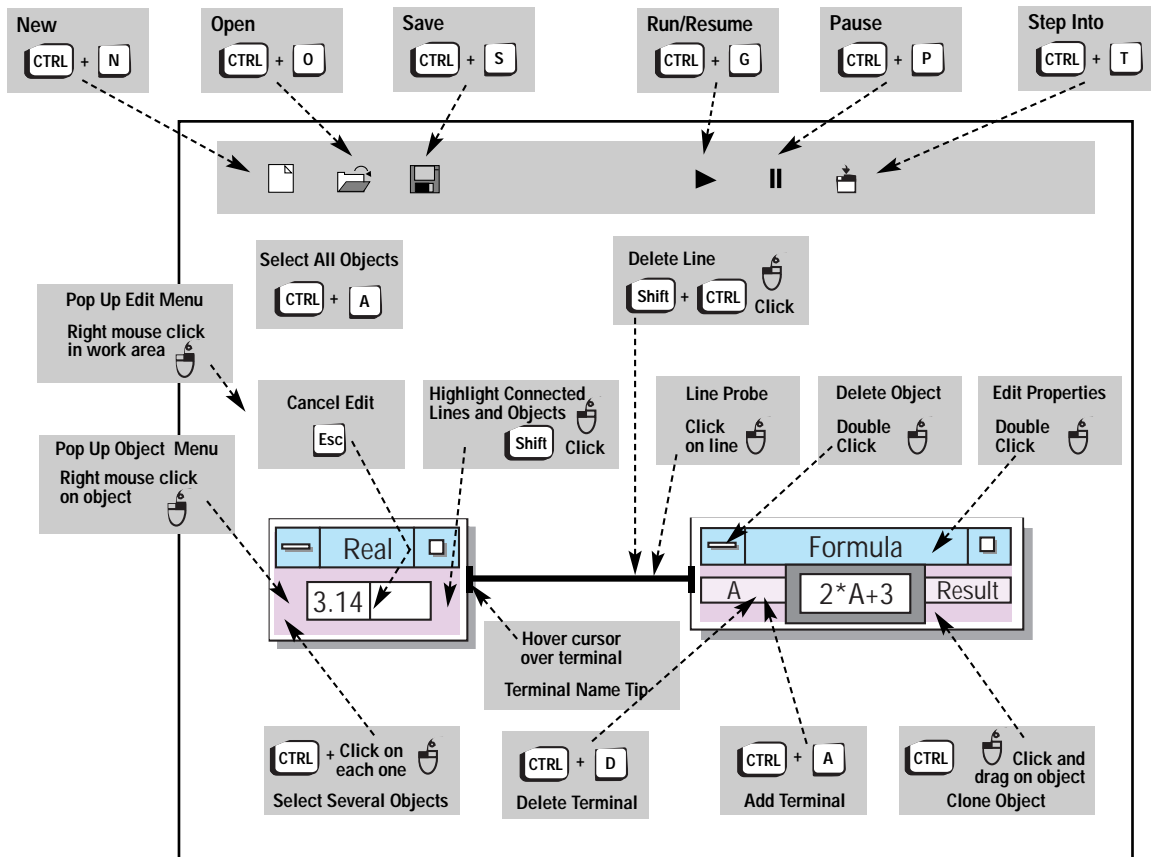 New
CTRL + N
Open
CTRL + O
Save
CTRL + S
Run/Resume
CTRL + G
Pause
CTRL + P
Step Into
CTRL + T
Select All Objects
CTRL + A
Delete Line
Shift + CTRL Click
Pop Up Edit Menu
Right mouse click
in work area
Cancel Edit
Esc
Highlight Connected
Lines and Objects
Shift Click
Line Probe
Click
on line
Delete Object
Double
Click
Edit Properties
Double
Click
Pop Up Object Menu
Right mouse click
on object
Real
3.14
Formula
A
2*A+3
Result
Hover cursor
over terminal
Terminal Name Tip
CTRL + Click on
each one
Select Several Objects
CTRL + D
Delete Terminal
CTRL + A
Add Terminal
CTRL Click and
drag on object
Clone Object